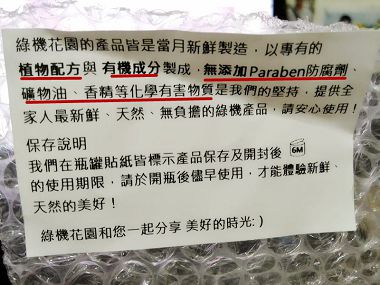 綠機花園的產品皆是當月新鮮製造，以專有的
植物配方與 有機成分製成，無添加Paraben防腐劑、
礦物油、香精等化學有害物質是我們的堅持，提供全
家人最新鮮、天然、無負擔的綠機產品，請安心使用！
保存說明
我們在瓶罐貼紙皆標示產品保存及開封後 6M
的使用期限，請於開瓶後儘早使用，才能體驗新鮮、
天然的美好！
綠機花園和您一起分享 美好的時光:)